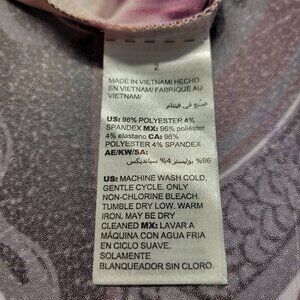 2
MADE IN VIETNAM/ HECHO
EN VIETNAM/ FABRIQUÉ AU
VIETNAM/
صنع في فيتنام
US: 96% POLYESTER 4%
SPANDEX MX: 96% poliéster
4% elastano CA: 96%
POLYESTER 4% SPANDEX
AE/KW/SA:
96% بوليستر 4% سبانديكس
US: MACHINE WASH COLD,
GENTLE CYCLE. ONLY
NON-CHLORINE BLEACH.
TUMBLE DRY LOW. WARM
IRON. MAY BE DRY
CLEANED MX: LAVAR A
MÁQUINA CON AGUA FRIA
EN CICLO SUAVE.
SOLAMENTE
BLANQUEADOR SIN CLORO.